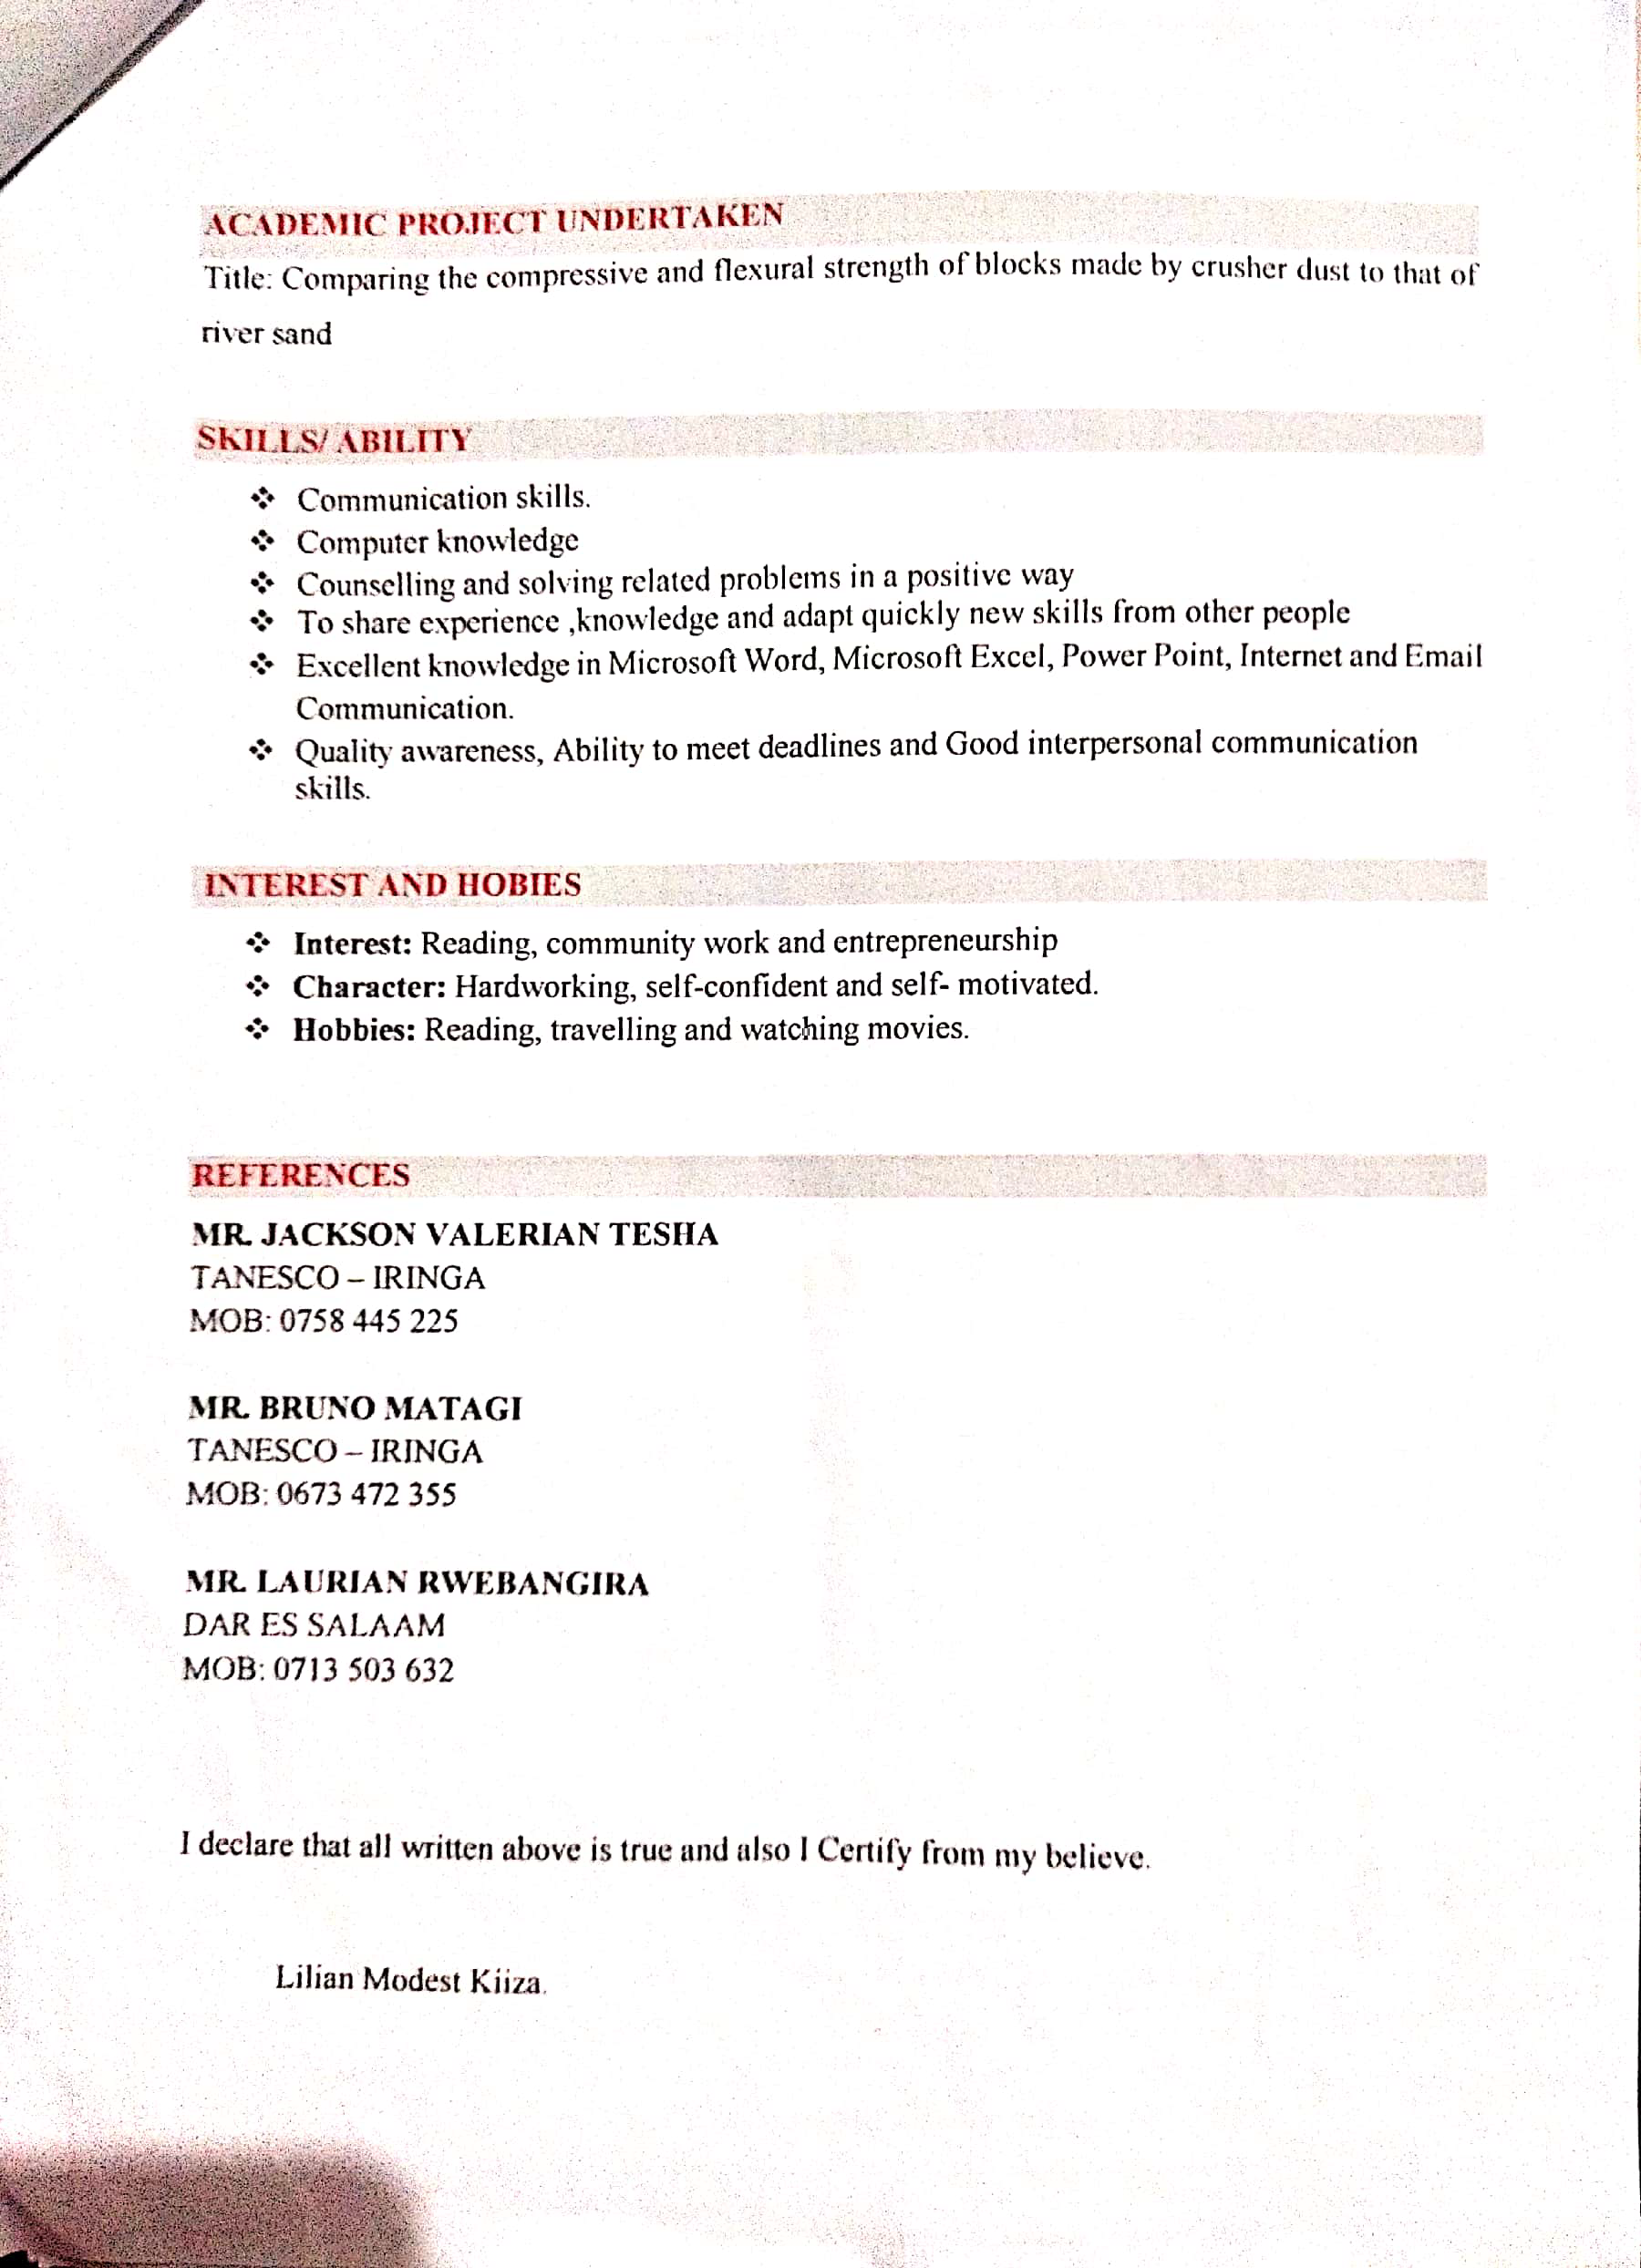 ACADEMIC PROJECT UNDERTAKEN
Title: Comparing the compressive and flexural strength of blocks made by crusher dust to that of
river sand
SKILLS/ ABILITY
❖ Communication skills.
❖ Computer knowledge
❖ Counselling and solving related problems in a positive way
❖ To share experience ,knowledge and adapt quickly new skills from other people
❖ Excellent knowledge in Microsoft Word, Microsoft Excel, Power Point, Internet and Email
Communication.
❖ Quality awareness, Ability to meet deadlines and Good interpersonal communication
skills.
INTEREST AND HOBIES
❖ Interest: Reading, community work and entrepreneurship
❖ Character: Hardworking, self-confident and self- motivated.
❖ Hobbies: Reading, travelling and watching movies.
REFERENCES
MR. JACKSON VALERIAN TESHA
TANESCO – IRINGA
MOB: 0758 445 225
MR. BRUNO MATAGI
TANESCO – IRINGA
MOB: 0673 472 355
MR. LAURIAN RWEBANGIRA
DAR ES SALAAM
MOB: 0713 503 632
I declare that all written above is true and also I Certify from my believe.
Lilian Modest Kiiza.